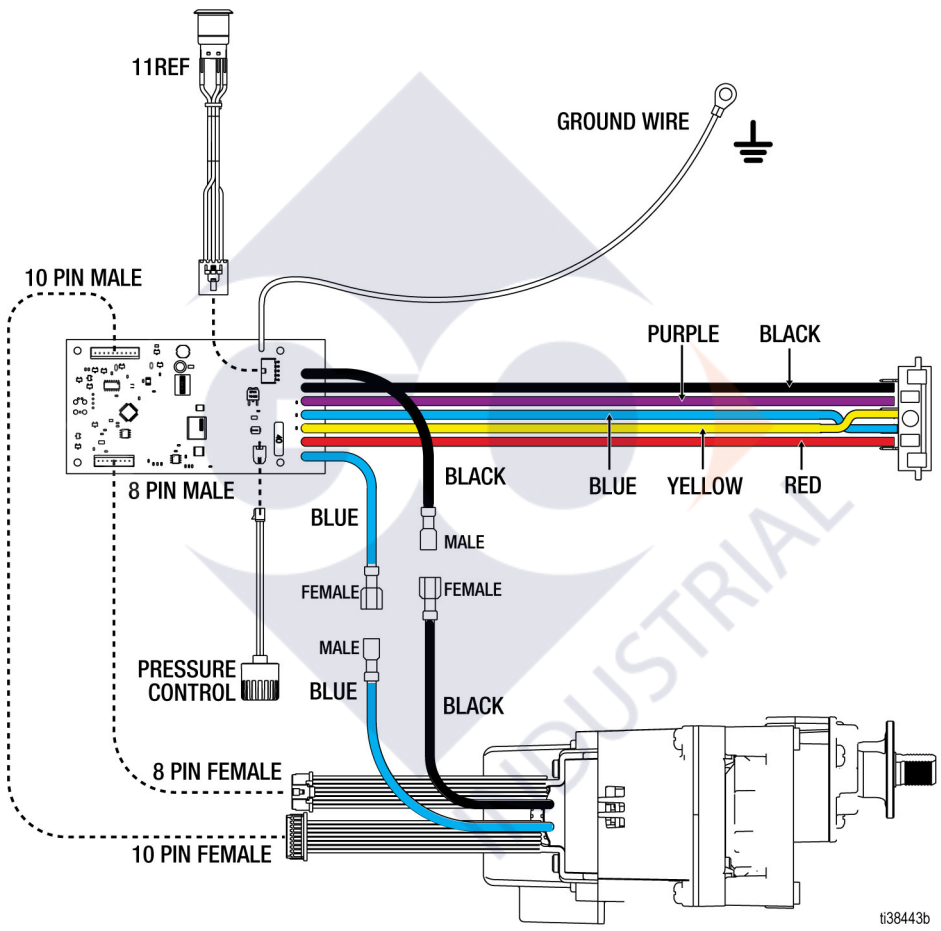 11REF
GROUND WIRE
10 PIN MALE
PURPLE
BLACK
8 PIN MALE
BLACK
BLUE
YELLOW
RED
BLUE
MALE
FEMALE
FEMALE
MALE
PRESSURE
CONTROL
BLUE
BLACK
8 PIN FEMALE
10 PIN FEMALE
INDUSTRIAL
ti38443b